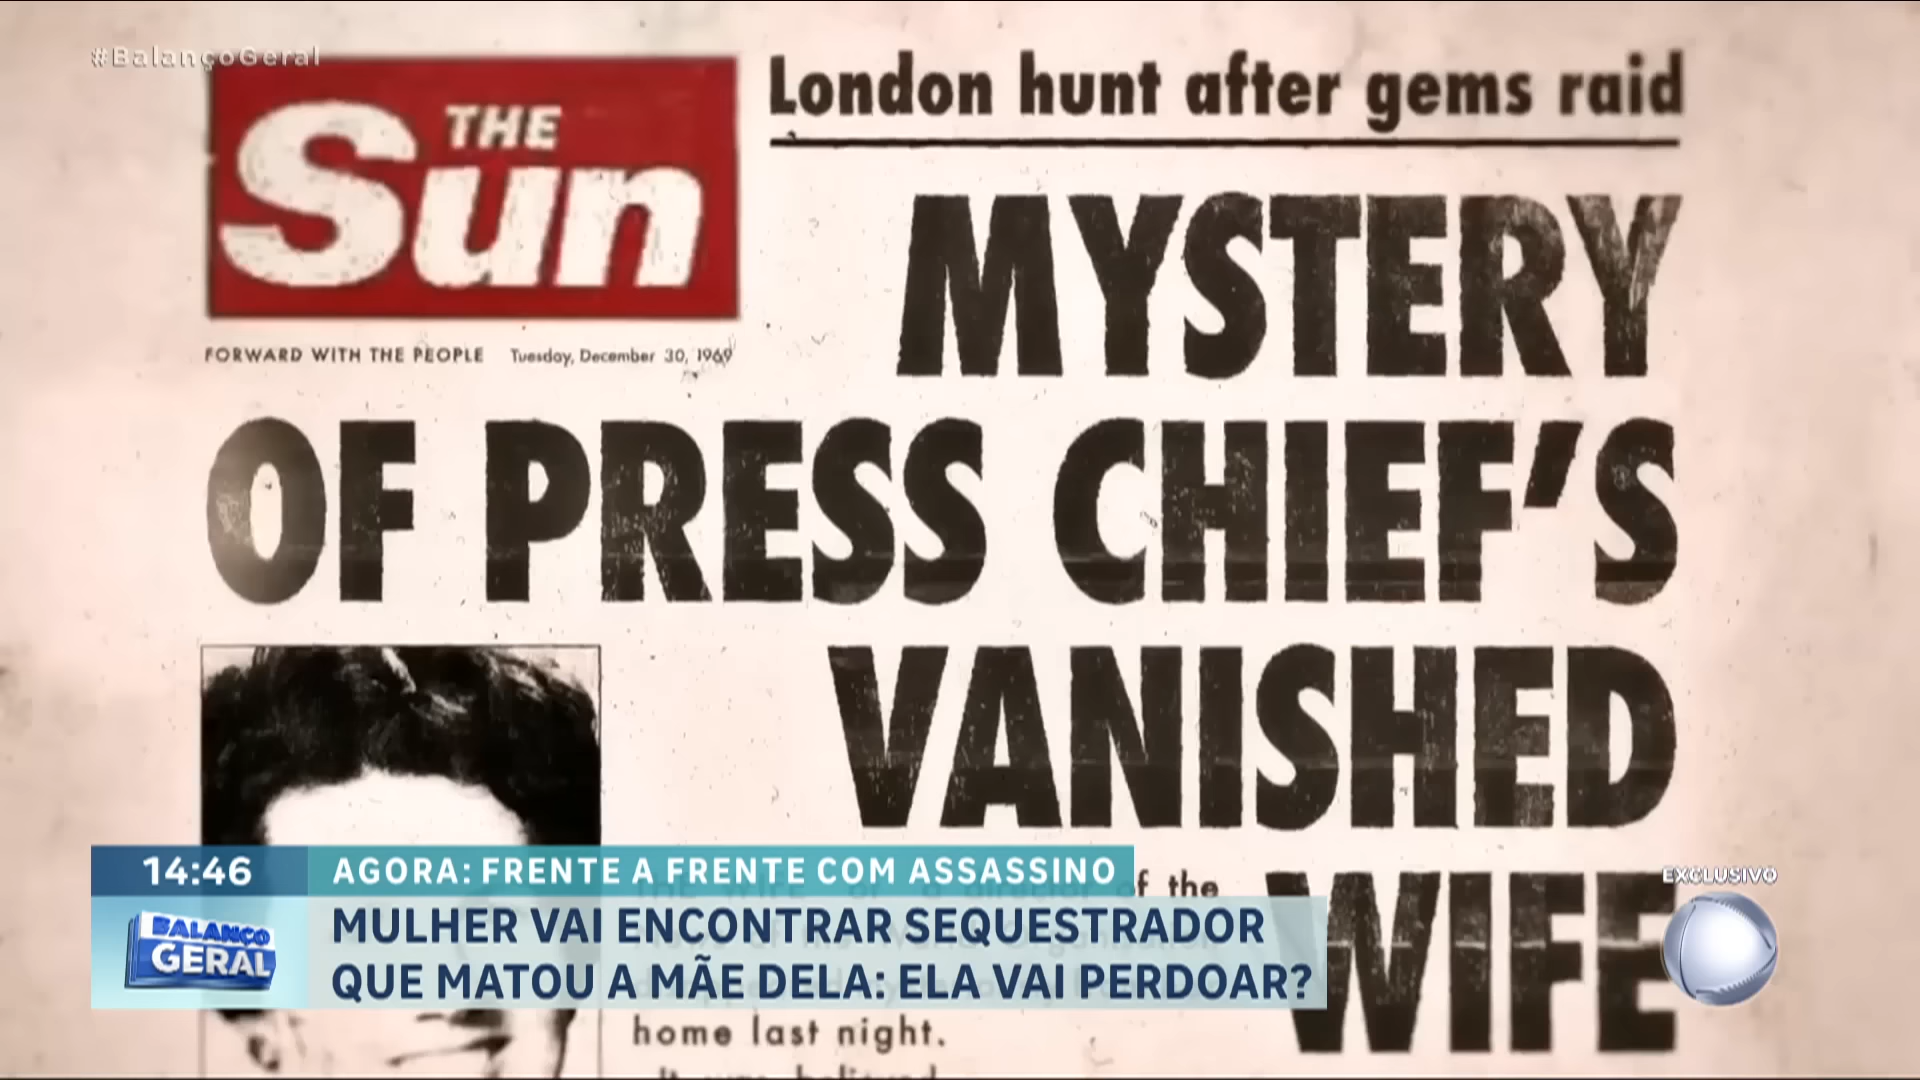 #BalançoGeral
THE
Sun
London hunt after gems raid
MYSTERY
FORWARD WITH THE PEOPLE Tuesday, December 30, 1969
OF PRESS CHIEF'S
VANISHED
WIFE
of the
home last night.
14:46
AGORA: FRENTE A FRENTE COM ASSASSINO
BALANÇO
GERAL
MULHER VAI ENCONTRAR SEQUESTRADOR
QUE MATOU A MÃE DELA: ELA VAI PERDOAR?
EXCLUSIVO